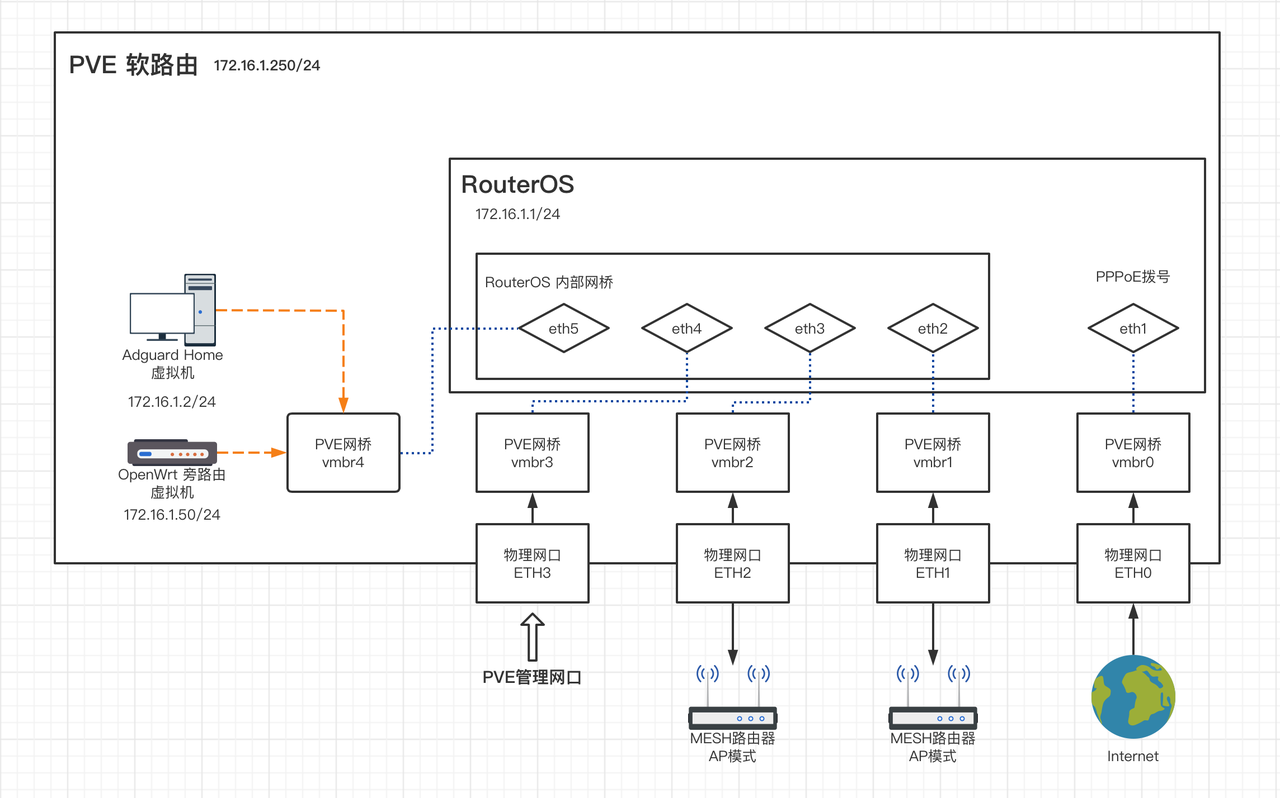 PVE 软路由
172.16.1.250/24
RouterOS
172.16.1.1/24
RouterOS 内部网桥
PPPoE拨号
eth5
eth4
eth3
eth2
eth1
Adguard Home
虚拟机
172.16.1.2/24
OpenWrt 旁路由
虚拟机
172.16.1.50/24
PVE网桥
vmbr4
PVE网桥
vmbr3
PVE网桥
vmbr2
PVE网桥
vmbr1
PVE网桥
vmbr0
物理网口
ETH3
物理网口
ETH2
物理网口
ETH1
物理网口
ETH0
PVE管理网口
MESH路由器
AP模式
MESH路由器
AP模式
Internet